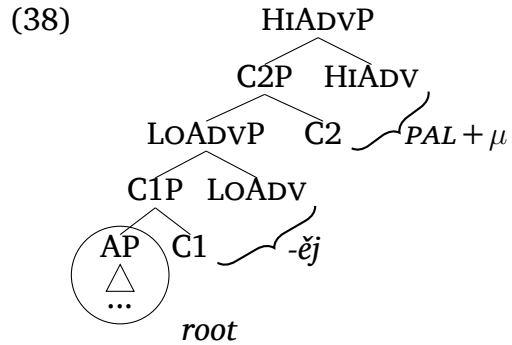 (38) HIADVP
C2P HIADV
LOADVP C2 PAL + μ
C1P LOADV
AP C1 -ěj
...
root